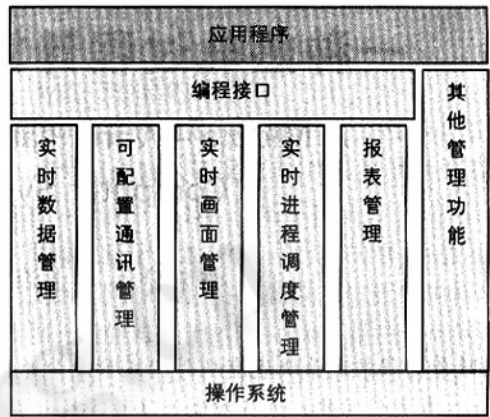 应用程序
编程接口
实时数据管理
可配置通讯管理
实时画面管理
实时进程调度管理
报表管理
其他管理功能
操作系统